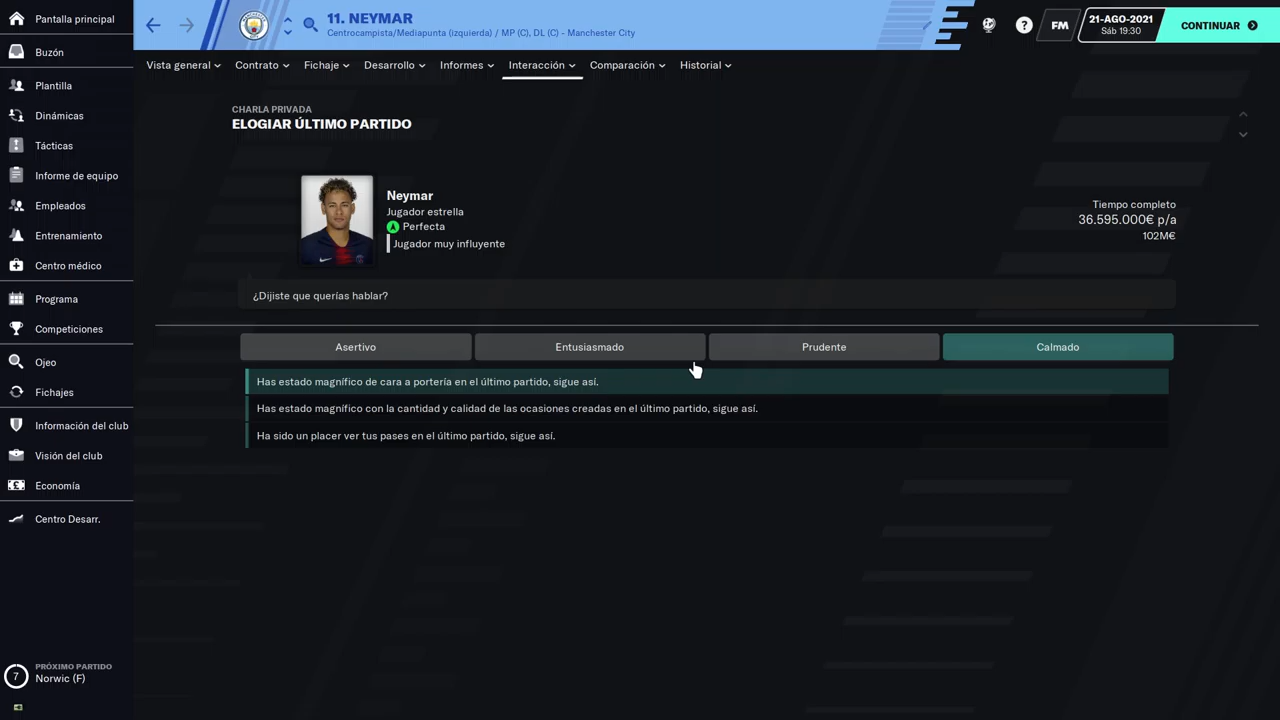 Pantalla principal
Buzón
Plantilla
Dinámicas
Tácticas
Informe de equipo
Empleados
Entrenamiento
Centro médico
Programa
Competiciones
Ojeo
Fichajes
Información del club
Visión del club
Economía
Centro Desarr.
PRÓXIMO PARTIDO
7
Norwic (F)
11. NEYMAR
Centrocampista/Mediapunta (izquierda) / MP (C), DL (C) - Manchester City
?
FM
21-AGO-2021
Sáb 19:30
CONTINUAR
Vista general
Contrato
Fichaje
Desarrollo
Informes
Interacción
Comparación
Historial
CHARLA PRIVADA
ELOGIAR ÚLTIMO PARTIDO
Neymar
Jugador estrella
Perfecta
Jugador muy influyente
Tiempo completo
36.595.000€ p/a
102M€
¿Dijiste que querías hablar?
Asertivo
Entusiasmado
Prudente
Calmado
Has estado magnífico de cara a portería en el último partido, sigue así.
Has estado magnífico con la cantidad y calidad de las ocasiones creadas en el último partido, sigue así.
Ha sido un placer ver tus pases en el último partido, sigue así.